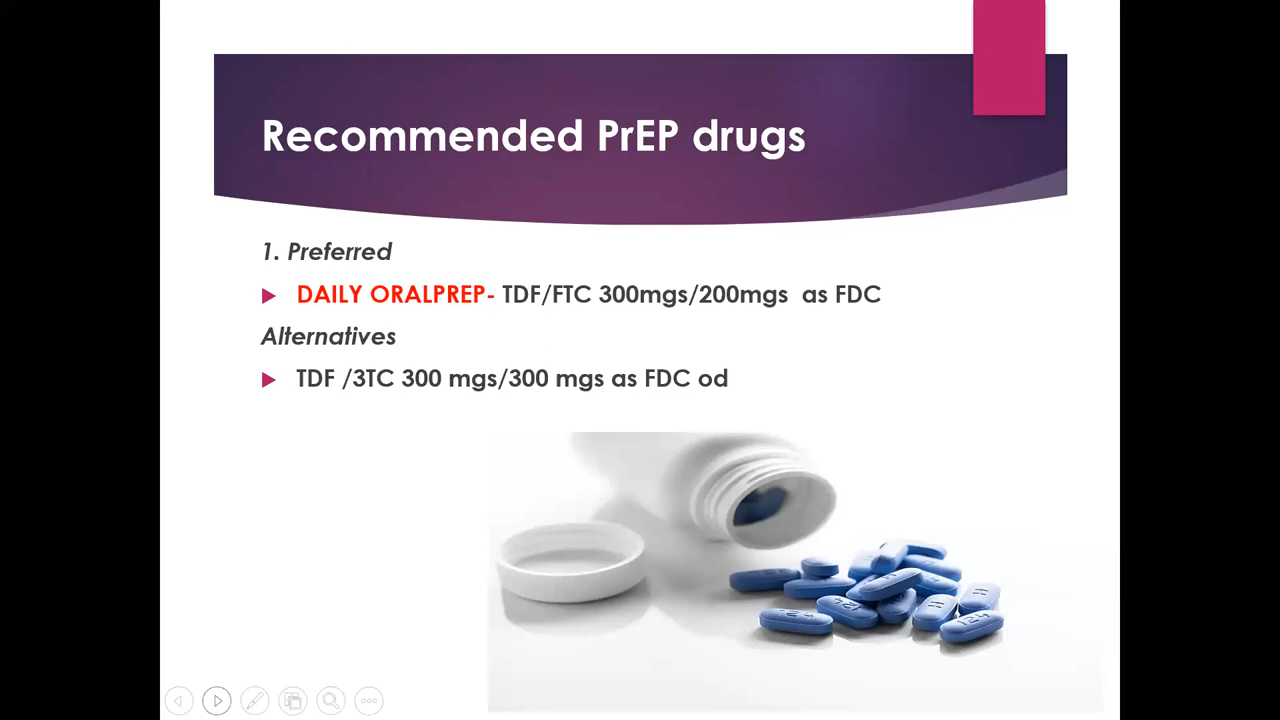 Recommended PrEP drugs
1. Preferred
DAILY ORALPREP- TDF/FTC 300mgs/200mgs as FDC
Alternatives
TDF /3TC 300 mgs/300 mgs as FDC od
H
124